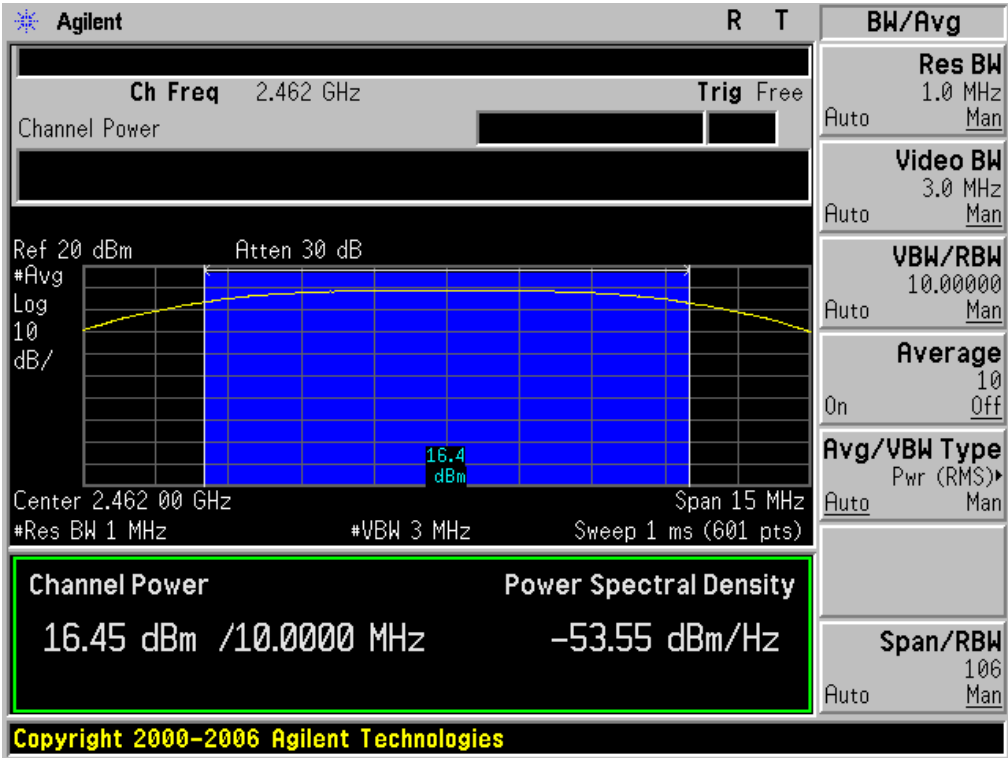 Agilent R T BW/Avg
Ch Freq 2.462 GHz Trig Free
Channel Power
Res BW
1.0 MHz
Auto Man
Video BW
3.0 MHz
Auto Man
VBW/RBW
10.00000
Auto Man
Average
10
On Off
Avg/VBW Type
Pwr (RMS)▸
Auto Man
Span/RBW
106
Auto Man
Ref 20 dBm Atten 30 dB
#Avg
Log
10
dB/
16.4
dBm
Center 2.462 00 GHz Span 15 MHz
#Res BW 1 MHz #VBW 3 MHz Sweep 1 ms (601 pts)
Channel Power Power Spectral Density
16.45 dBm /10.0000 MHz -53.55 dBm/Hz
Copyright 2000-2006 Agilent Technologies